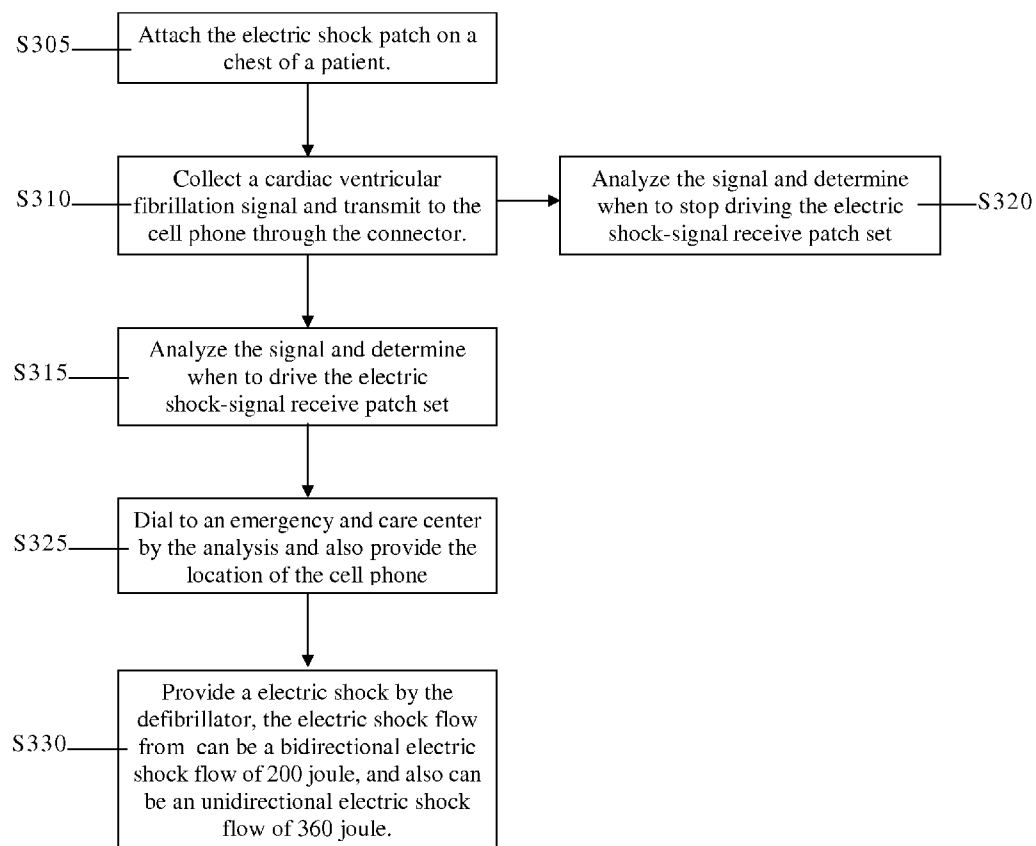 S305
Attach the electric shock patch on a
chest of a patient.
S310
Collect a cardiac ventricular
fibrillation signal and transmit to the
cell phone through the connector.
Analyze the signal and determine
when to stop driving the electric
shock-signal receive patch set
S320
S315
Analyze the signal and determine
when to drive the electric
shock-signal receive patch set
S325
Dial to an emergency and care center
by the analysis and also provide the
location of the cell phone
S330
Provide a electric shock by the
defibrillator, the electric shock flow
from can be a bidirectional electric
shock flow of 200 joule, and also can
be an unidirectional electric shock
flow of 360 joule.